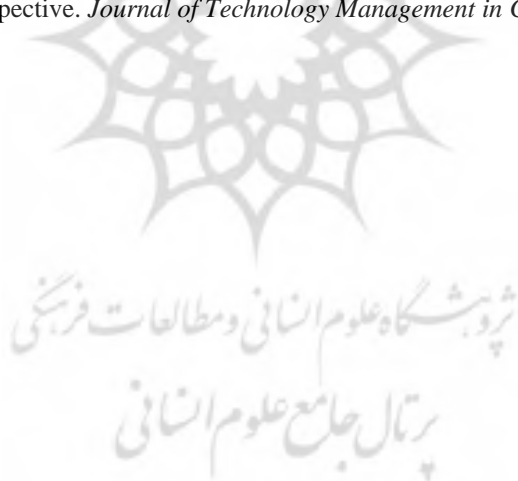 pective. Journal of Technology Management in C
پژوهشگاه علوم انسانی و مطالعات فرهنگی
پرتال جامع علوم انسانی